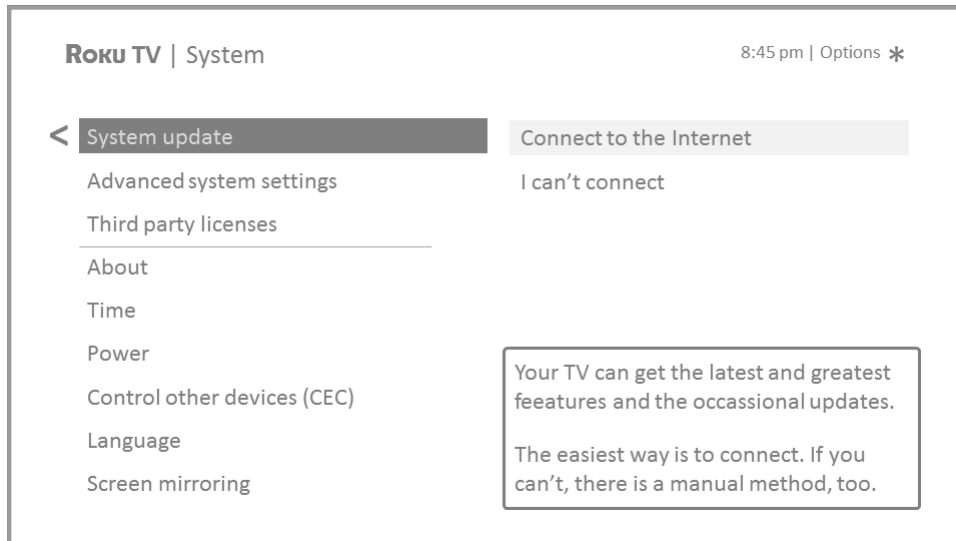 Roku TV | System
8:45 pm | Options *
< System update
Advanced system settings
Third party licenses
About
Time
Power
Control other devices (CEC)
Language
Screen mirroring
Connect to the Internet
I can't connect
Your TV can get the latest and greatest
feeatures and the occassional updates.
The easiest way is to connect. If you
can't, there is a manual method, too.